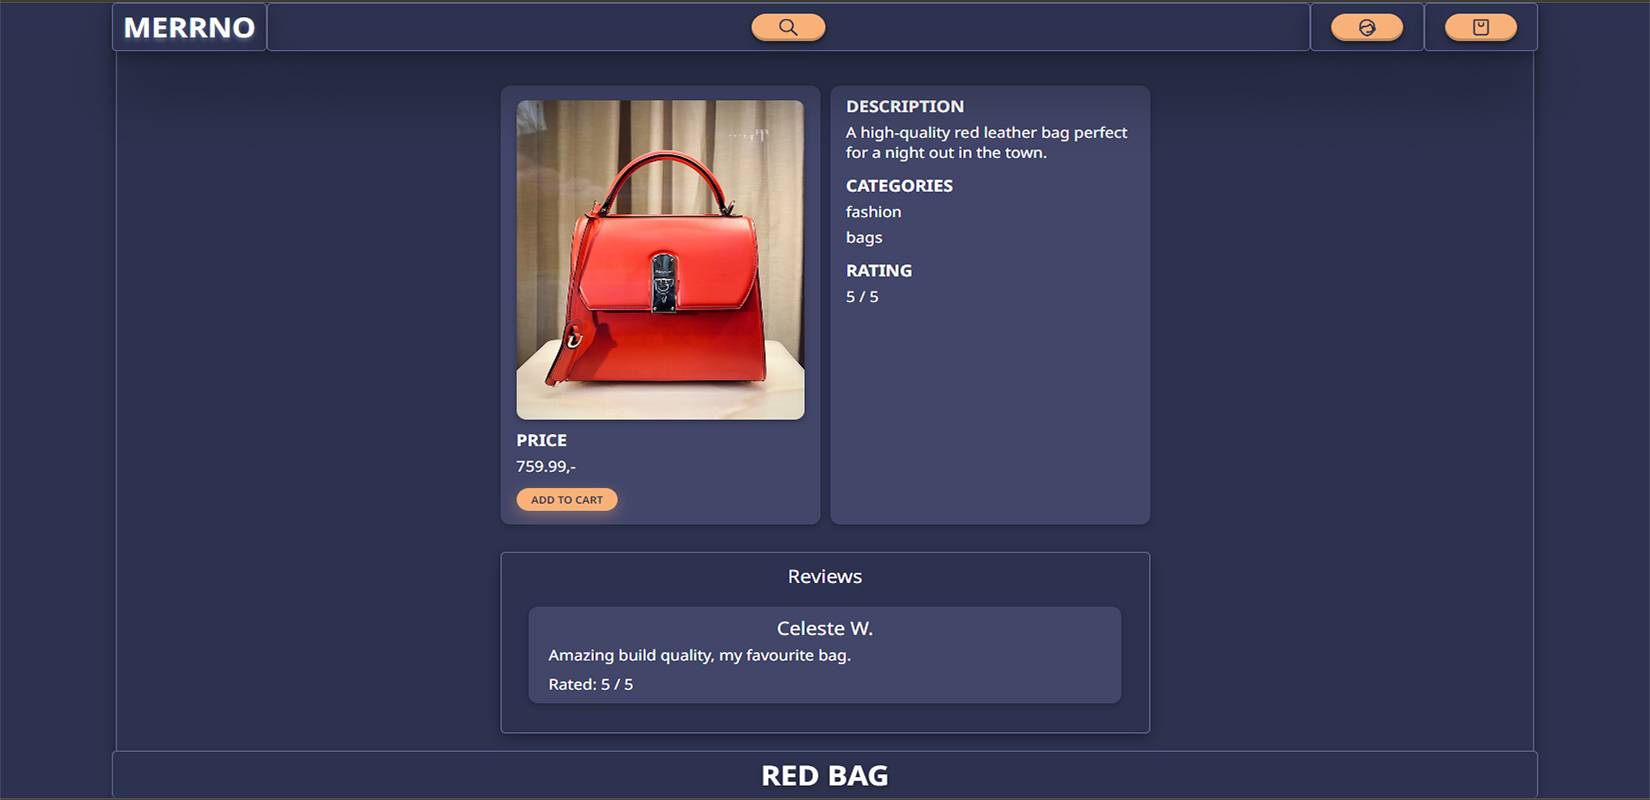 MERRNO
DESCRIPTION
A high-quality red leather bag perfect
for a night out in the town.
CATEGORIES
fashion
bags
RATING
5 / 5
PRICE
759.99,-
ADD TO CART
Reviews
Celeste W.
Amazing build quality, my favourite bag.
Rated: 5 / 5
RED BAG